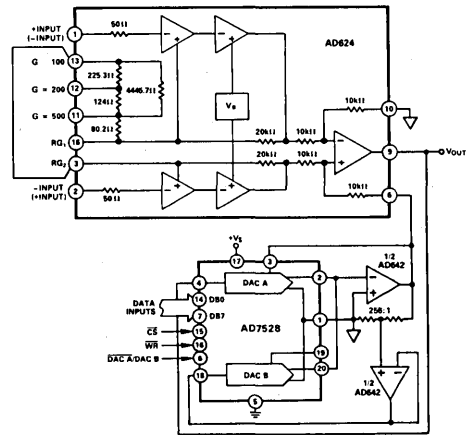 +INPUT
(−INPUT)
1
50Ω
AD624
G = 100
13
225.3Ω
G = 200
12
4445.7Ω
124Ω
G = 500
11
80.2Ω
VB
10kΩ
10
20kΩ
10kΩ
RG1
16
9
VOUT
RG2
3
20kΩ
10kΩ
−INPUT
(+INPUT)
2
50Ω
10kΩ
6
+VS
17
3
1/2
AD642
4
DAC A
2
DATA
INPUTS
14
DB0
7
DB7
AD7528
1
256:1
CS
15
WR
16
DAC A/DAC B
6
19
20
18
DAC B
1/2
AD642
5